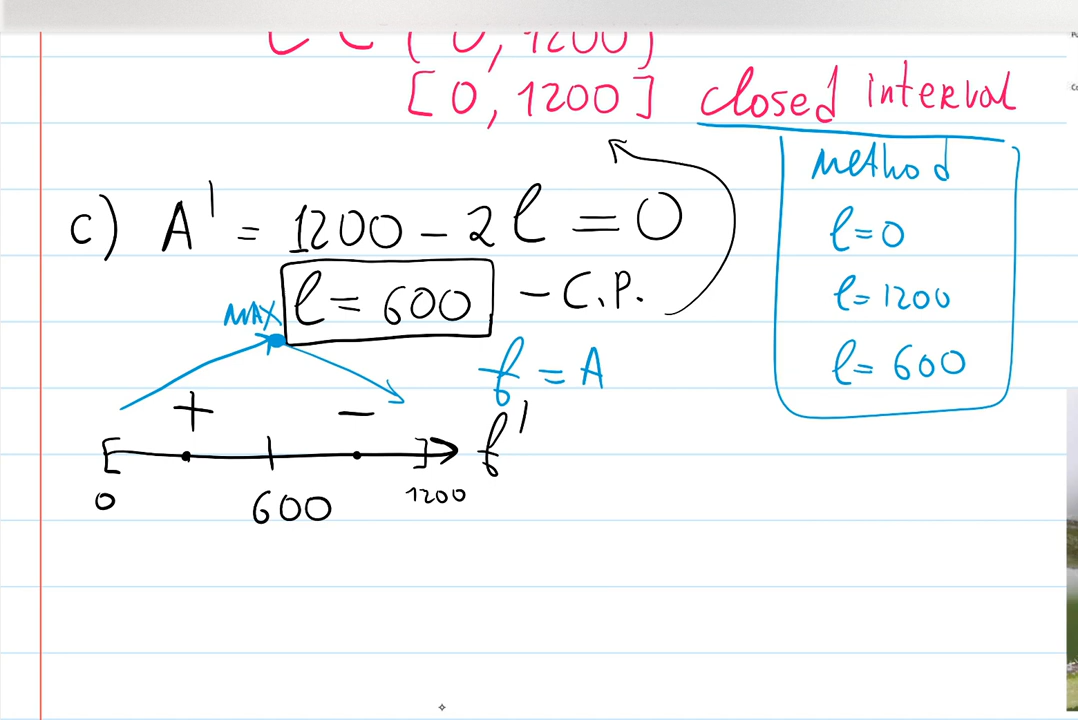 [0, 1200] closed interval
method
l=0
l=1200
l=600
c) A' = 1200 - 2l = 0
l = 600 - C.P.
MAX
f = A
+ -
f'
0 600 1200